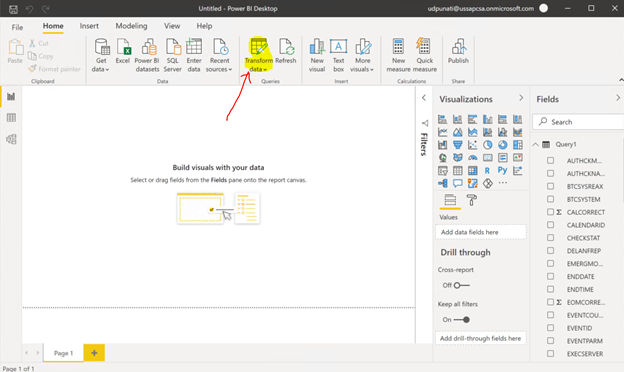 Untitled - Power BI Desktop
udpunati@ussapcsa.onmicrosoft.com
File Home Insert Modeling View Help
Paste
Cut
Copy
Format painter
Get data
Excel
Power BI datasets
SQL Server
Enter data
Recent sources
Transform data
Refresh
New visual
Text box
More visuals
New measure
Quick measure
Publish
Clipboard Data Queries Insert Calculations Share
Build visuals with your data
Select or drag fields from the Fields pane onto the report canvas.
Filters
Visualizations
R Py
Values
Add data fields here
Drill through
Cross-report
Off
Keep all filters
On
Add drill-through fields here
Fields
Search
Query1
AUTHCKM...
AUTHCKNA...
BTCSYSREAX
BTCSYSTEM
Σ CALCORRECT
CALENDARID
CHECKSTAT
DELANFREP
EMERGMO...
ENDDATE
ENDTIME
Σ EOMCORRE...
EVENTCOU...
EVENTID
EVENTPARM
EXECSERVER
Page 1
Page 1 of 1